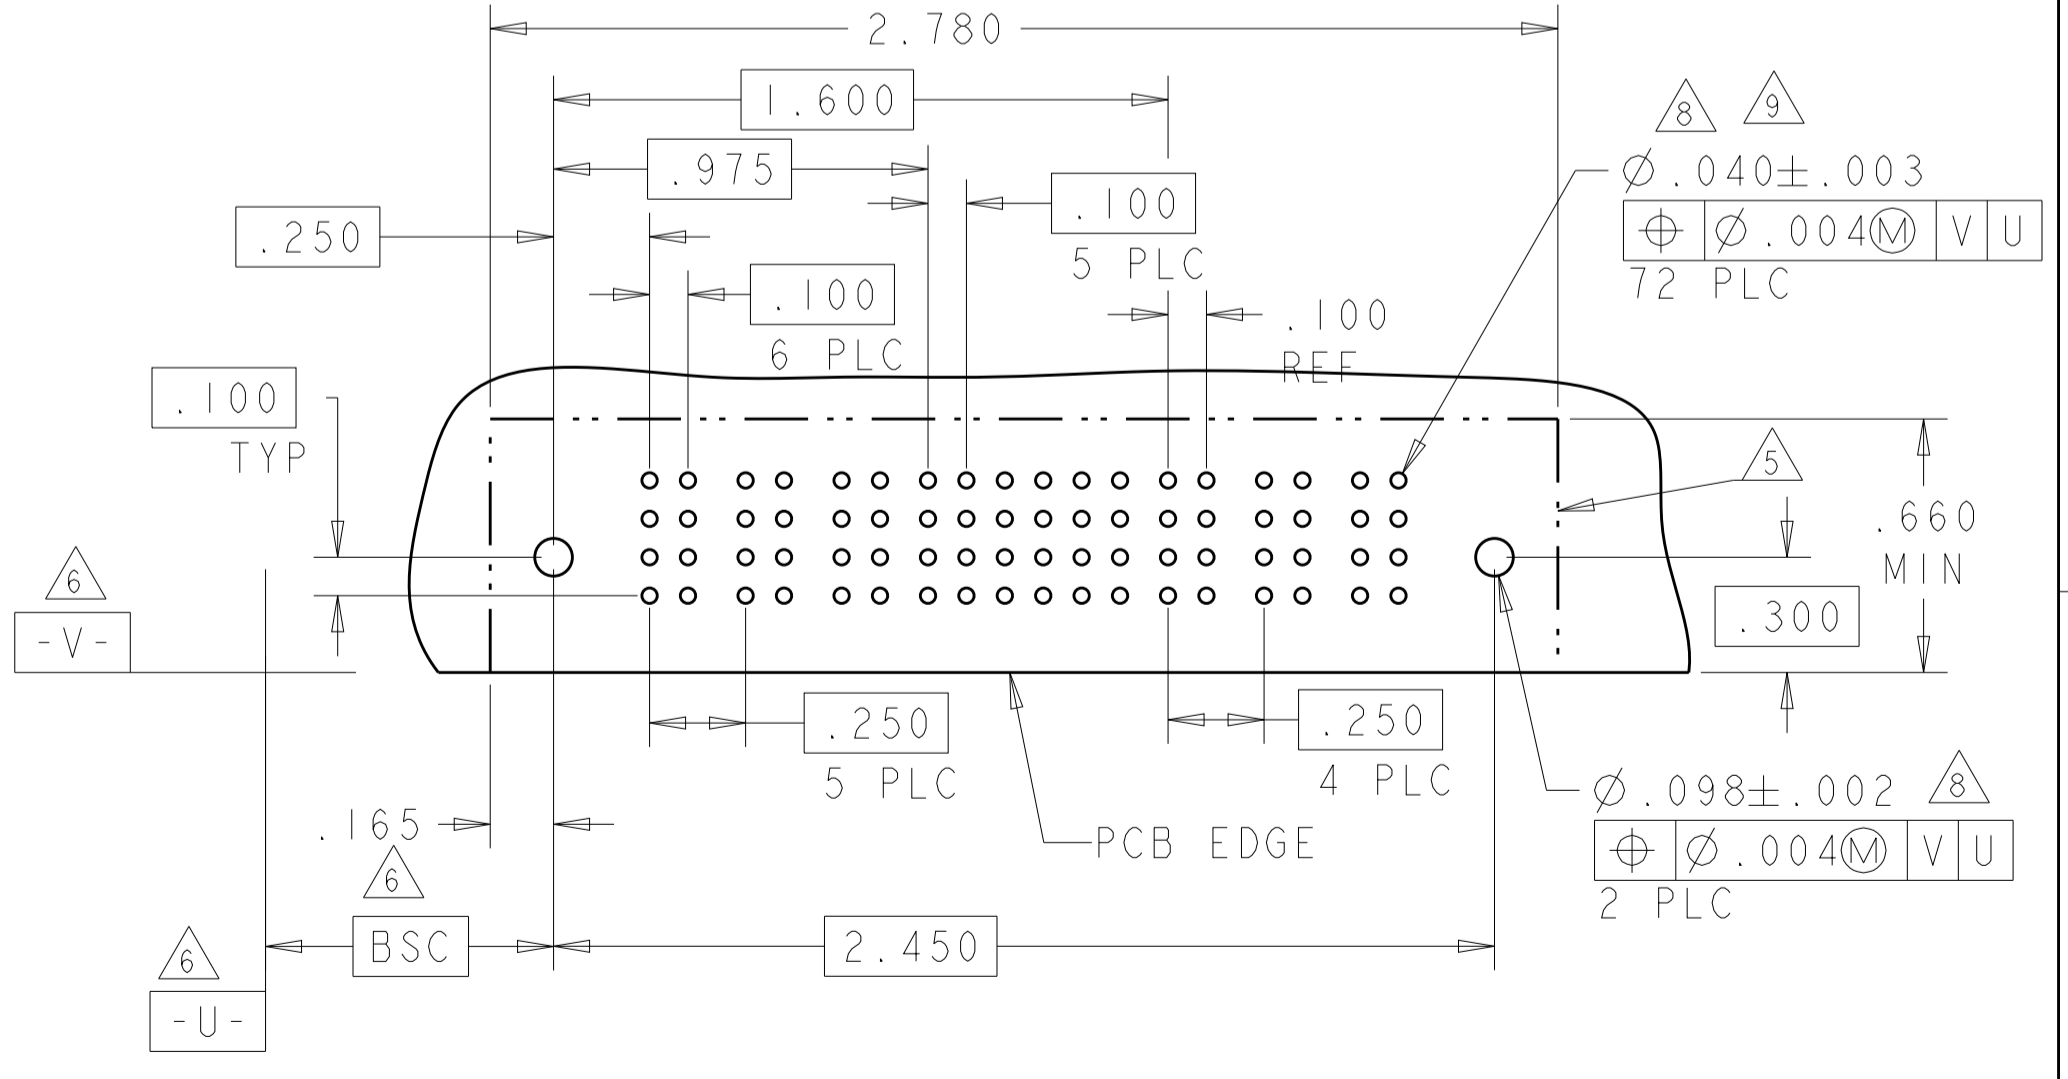 2.780
1.600
8
9
.975
Ø.040±.003
.100
5 PLC
⌖ Ø.004Ⓜ V U
72 PLC
.250
.100
6 PLC
.100
REF
.100
TYP
5
.660
MIN
6
-V-
.300
.250
5 PLC
.250
4 PLC
.165
PCB EDGE
Ø.098±.002
8
⌖ Ø.004Ⓜ V U
2 PLC
6
BSC
2.450
6
-U-